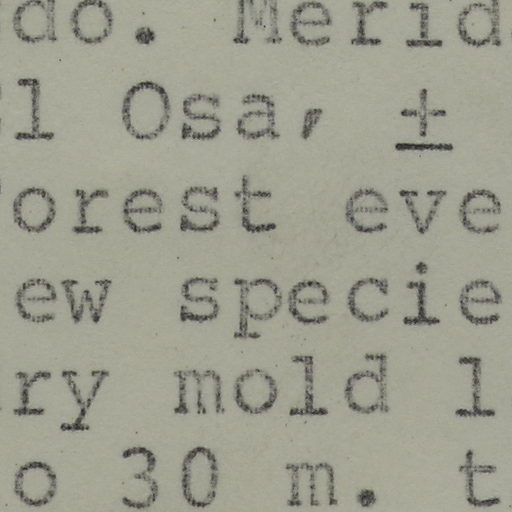 do. Merid
l Osa, ±
orest eve
ew specie
ry mold l
o 30 m. t